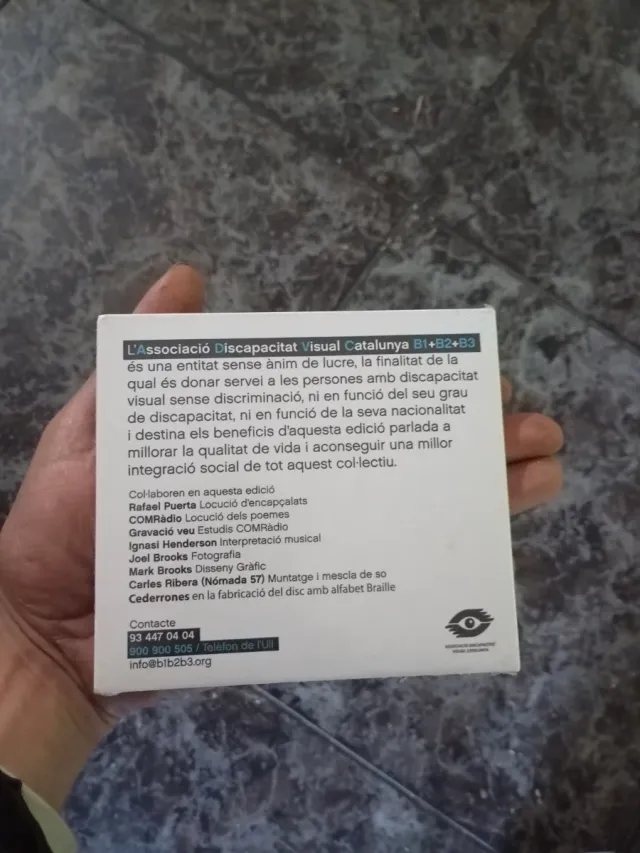 L'Associació Discapacitat Visual Catalunya B1+B2+B3
és una entitat sense ànim de lucre, la finalitat de la
qual és donar servei a les persones amb discapacitat
visual sense discriminació, ni en funció del seu grau
de discapacitat, ni en funció de la seva nacionalitat
i destina els beneficis d'aquesta edició parlada a
millorar la qualitat de vida i aconseguir una millor
integració social de tot aquest col·lectiu.
Col·laboren en aquesta edició
Rafael Puerta Locució d'encapçalats
COMRàdio Locució dels poemes
Gravació veu Estudis COMRàdio
Ignasi Henderson Interpretació musical
Joel Brooks Fotografia
Mark Brooks Disseny Gràfic
Carles Ribera (Nómada 57) Muntatge i mescla de so
Cederrones en la fabricació del disc amb alfabet Braille
Contacte
93 447 04 04
900 900 505 / Telèfon de l'Ull
info@b1b2b3.org
ASSOCIACIÓ DISCAPACITAT
VISUAL CATALUNYA